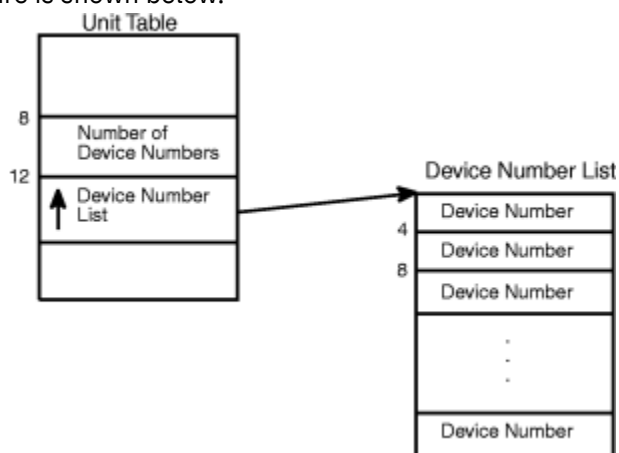 Unit Table
8
Number of
Device Numbers
12
Device Number
List
Device Number List
Device Number
4
Device Number
8
Device Number
Device Number